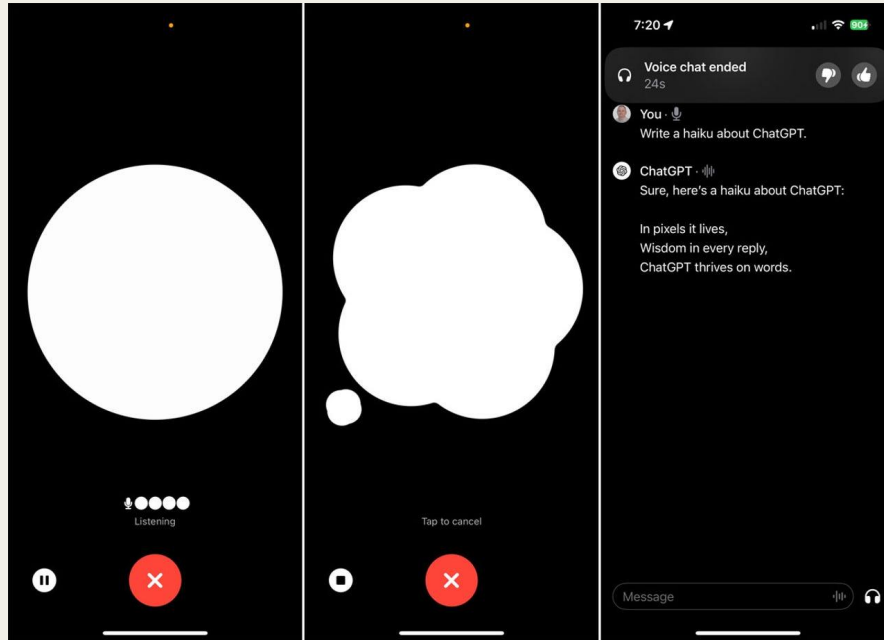 Listening
Tap to cancel
7:20
90+
Voice chat ended
24s
You ·
Write a haiku about ChatGPT.
ChatGPT ·
Sure, here's a haiku about ChatGPT:
In pixels it lives,
Wisdom in every reply,
ChatGPT thrives on words.
Message